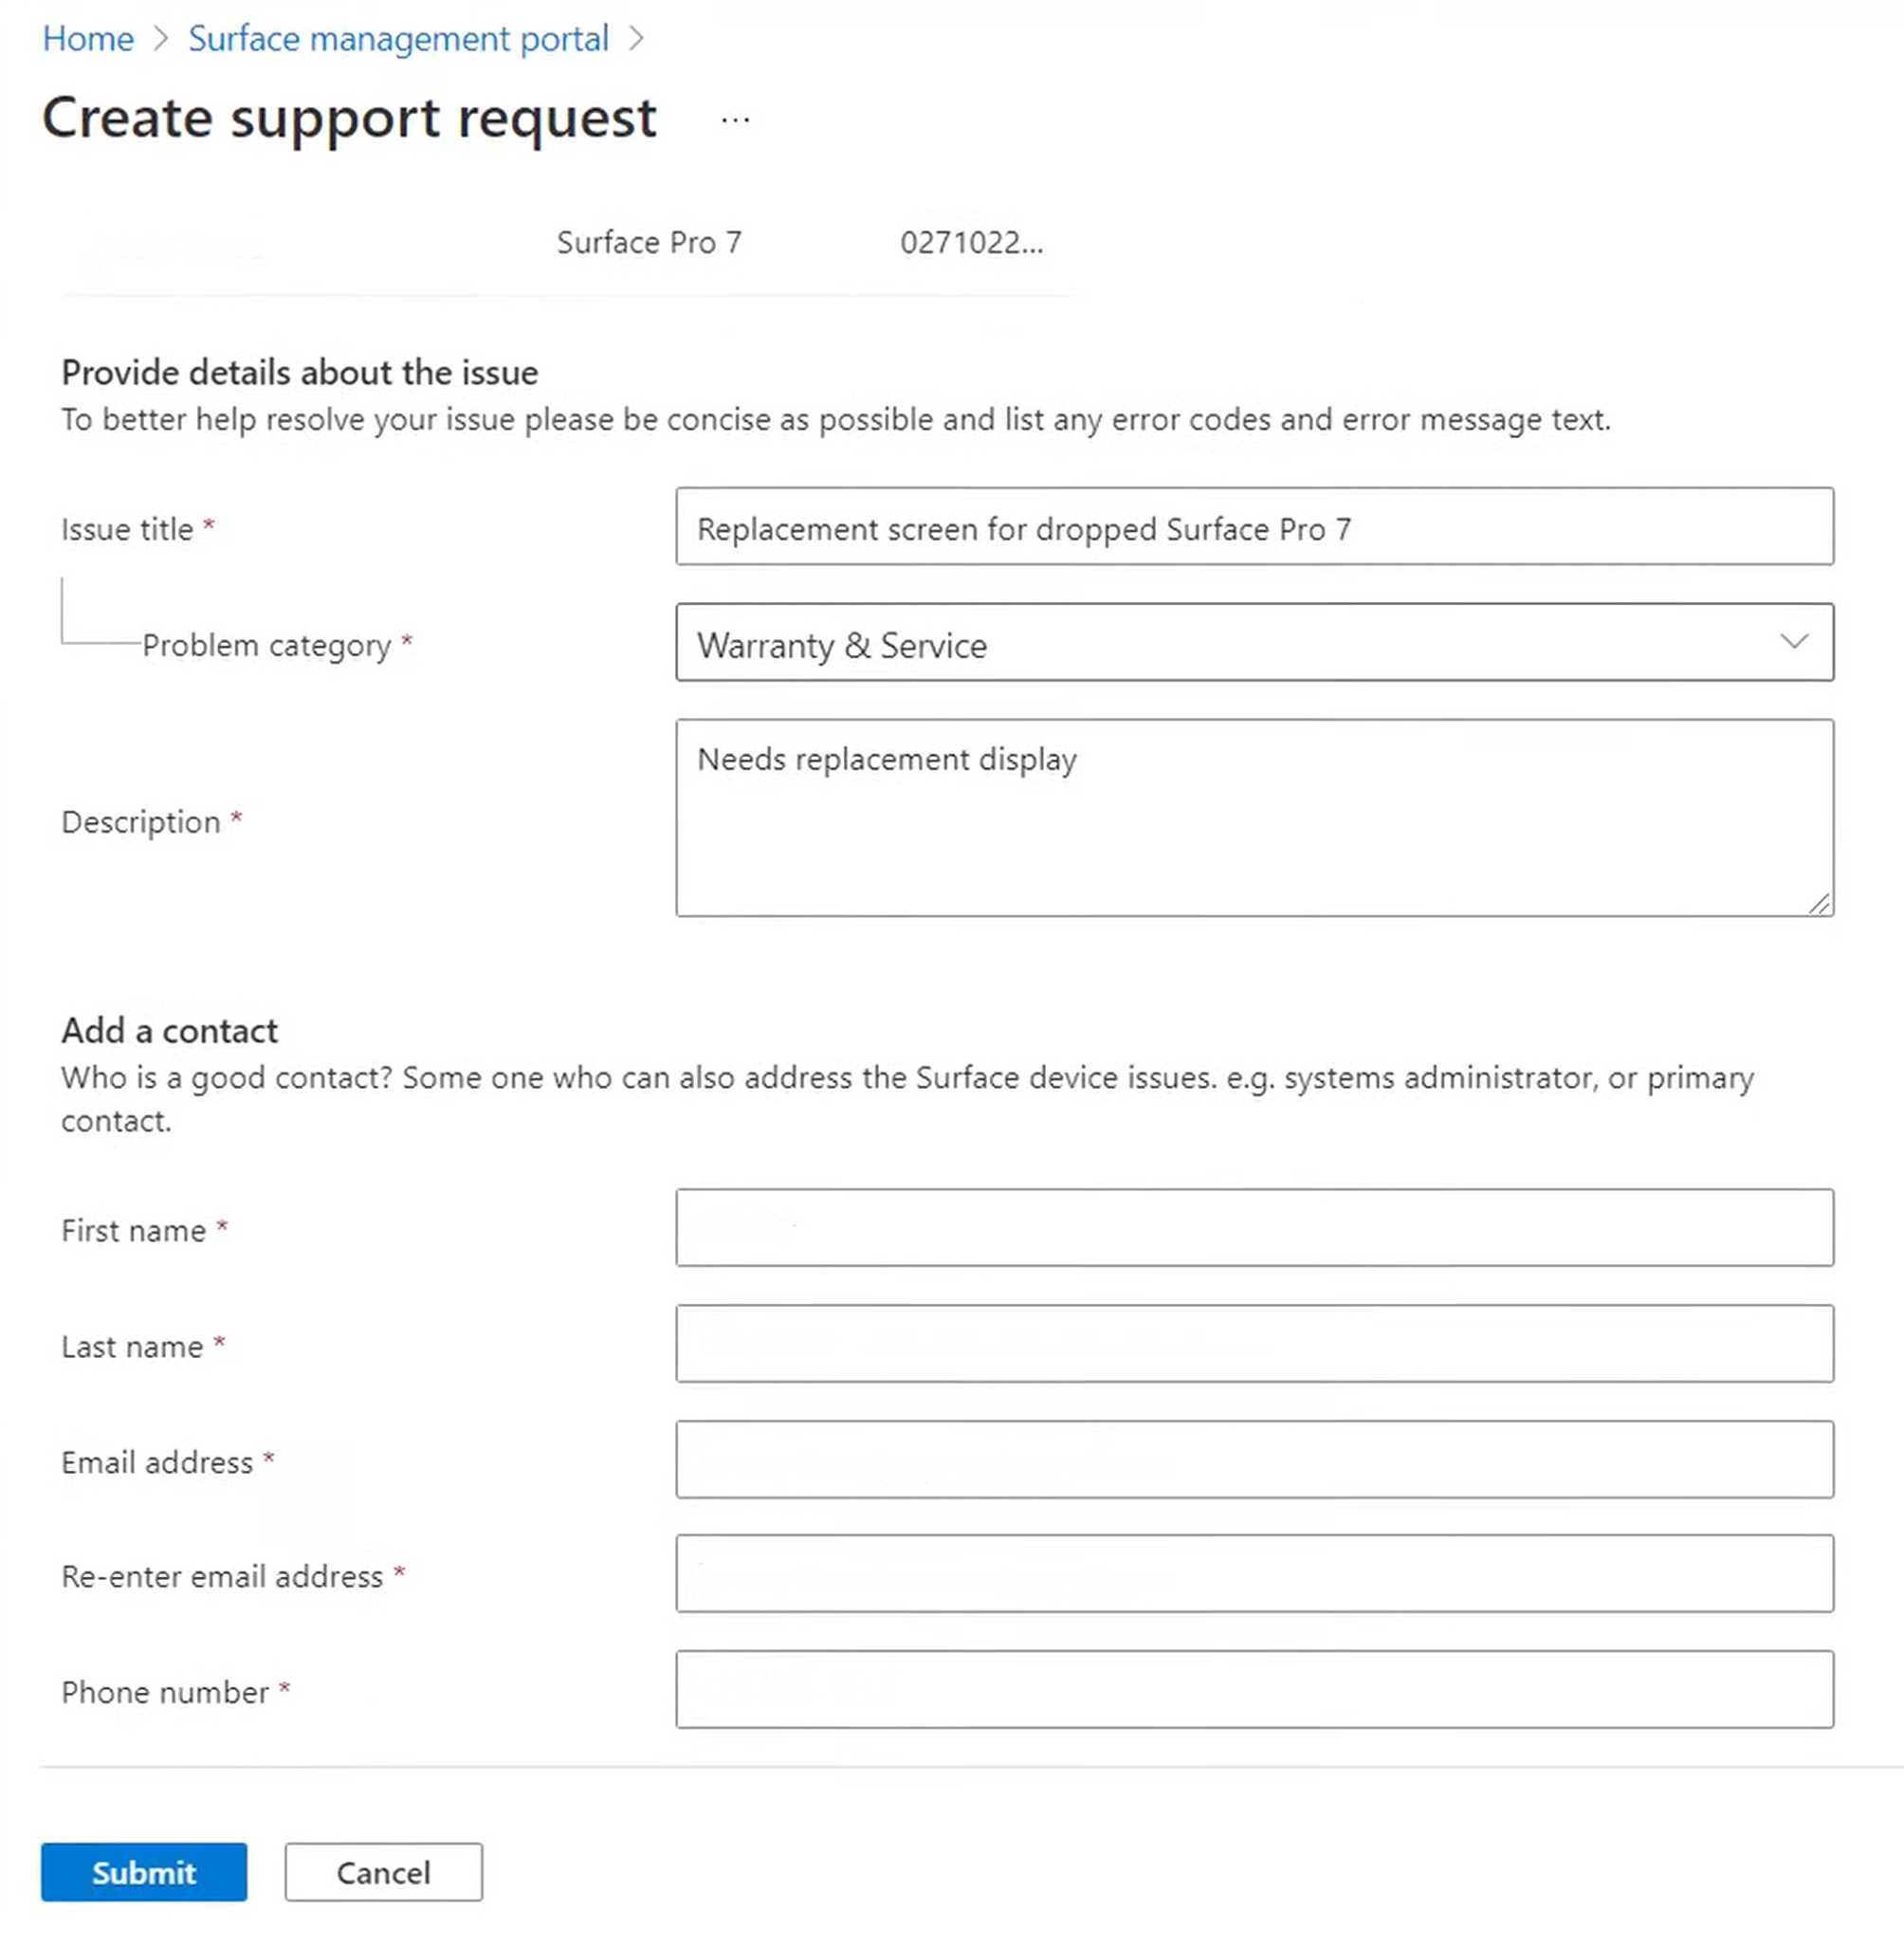 Home > Surface management portal >
Create support request ...
Surface Pro 7 0271022...
Provide details about the issue
To better help resolve your issue please be concise as possible and list any error codes and error message text.
Issue title * Replacement screen for dropped Surface Pro 7
Problem category * Warranty & Service
Needs replacement display
Description *
Add a contact
Who is a good contact? Some one who can also address the Surface device issues. e.g. systems administrator, or primary
contact.
First name *
Last name *
Email address *
Re-enter email address *
Phone number *
Submit Cancel